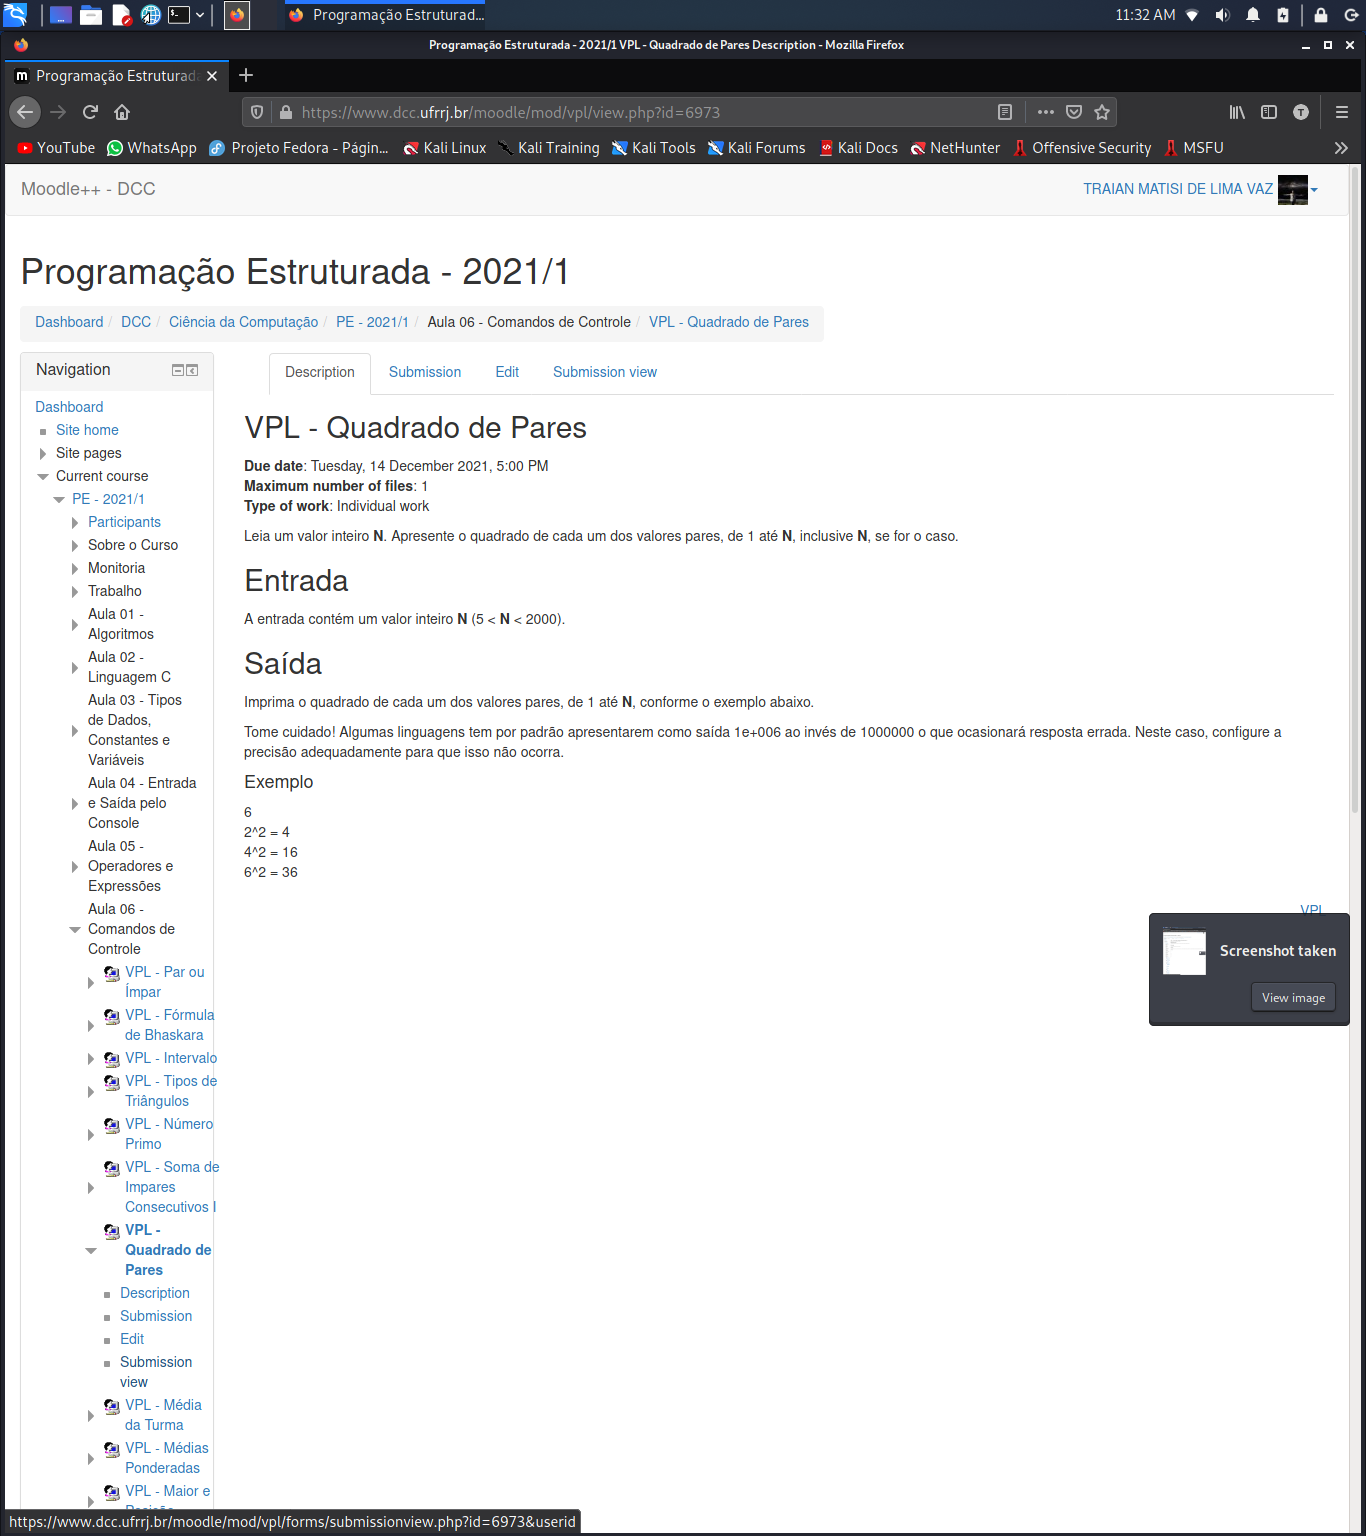 Programação Estruturad...
11:32 AM
Programação Estruturada - 2021/1 VPL - Quadrado de Pares Description - Mozilla Firefox
Programação Estruturada
https://www.dcc.ufrrj.br/moodle/mod/vpl/view.php?id=6973
T
YouTube
WhatsApp
Projeto Fedora - Págin...
Kali Linux
Kali Training
Kali Tools
Kali Forums
Kali Docs
NetHunter
Offensive Security
MSFU
Moodle++ - DCC
TRAIAN MATISI DE LIMA VAZ
Programação Estruturada - 2021/1
Dashboard / DCC / Ciência da Computação / PE - 2021/1 / Aula 06 - Comandos de Controle / VPL - Quadrado de Pares
Navigation
Dashboard
Site home
Site pages
Current course
PE - 2021/1
Participants
Sobre o Curso
Monitoria
Trabalho
Aula 01 -
Algoritmos
Aula 02 -
Linguagem C
Aula 03 - Tipos
de Dados,
Constantes e
Variáveis
Aula 04 - Entrada
e Saída pelo
Console
Aula 05 -
Operadores e
Expressões
Aula 06 -
Comandos de
Controle
VPL - Par ou
Ímpar
VPL - Fórmula
de Bhaskara
VPL - Intervalo
VPL - Tipos de
Triângulos
VPL - Número
Primo
VPL - Soma de
Impares
Consecutivos I
VPL -
Quadrado de
Pares
Description
Submission
Edit
Submission
view
VPL - Média
da Turma
VPL - Médias
Ponderadas
VPL - Maior e
Description
Submission
Edit
Submission view
VPL - Quadrado de Pares
Due date: Tuesday, 14 December 2021, 5:00 PM
Maximum number of files: 1
Type of work: Individual work
Leia um valor inteiro N. Apresente o quadrado de cada um dos valores pares, de 1 até N, inclusive N, se for o caso.
Entrada
A entrada contém um valor inteiro N (5 < N < 2000).
Saída
Imprima o quadrado de cada um dos valores pares, de 1 até N, conforme o exemplo abaixo.
Tome cuidado! Algumas linguagens tem por padrão apresentarem como saída 1e+006 ao invés de 1000000 o que ocasionará resposta errada. Neste caso, configure a
precisão adequadamente para que isso não ocorra.
Exemplo
6
2^2 = 4
4^2 = 16
6^2 = 36
VPL
Screenshot taken
View image
https://www.dcc.ufrrj.br/moodle/mod/vpl/forms/submissionview.php?id=6973&userid